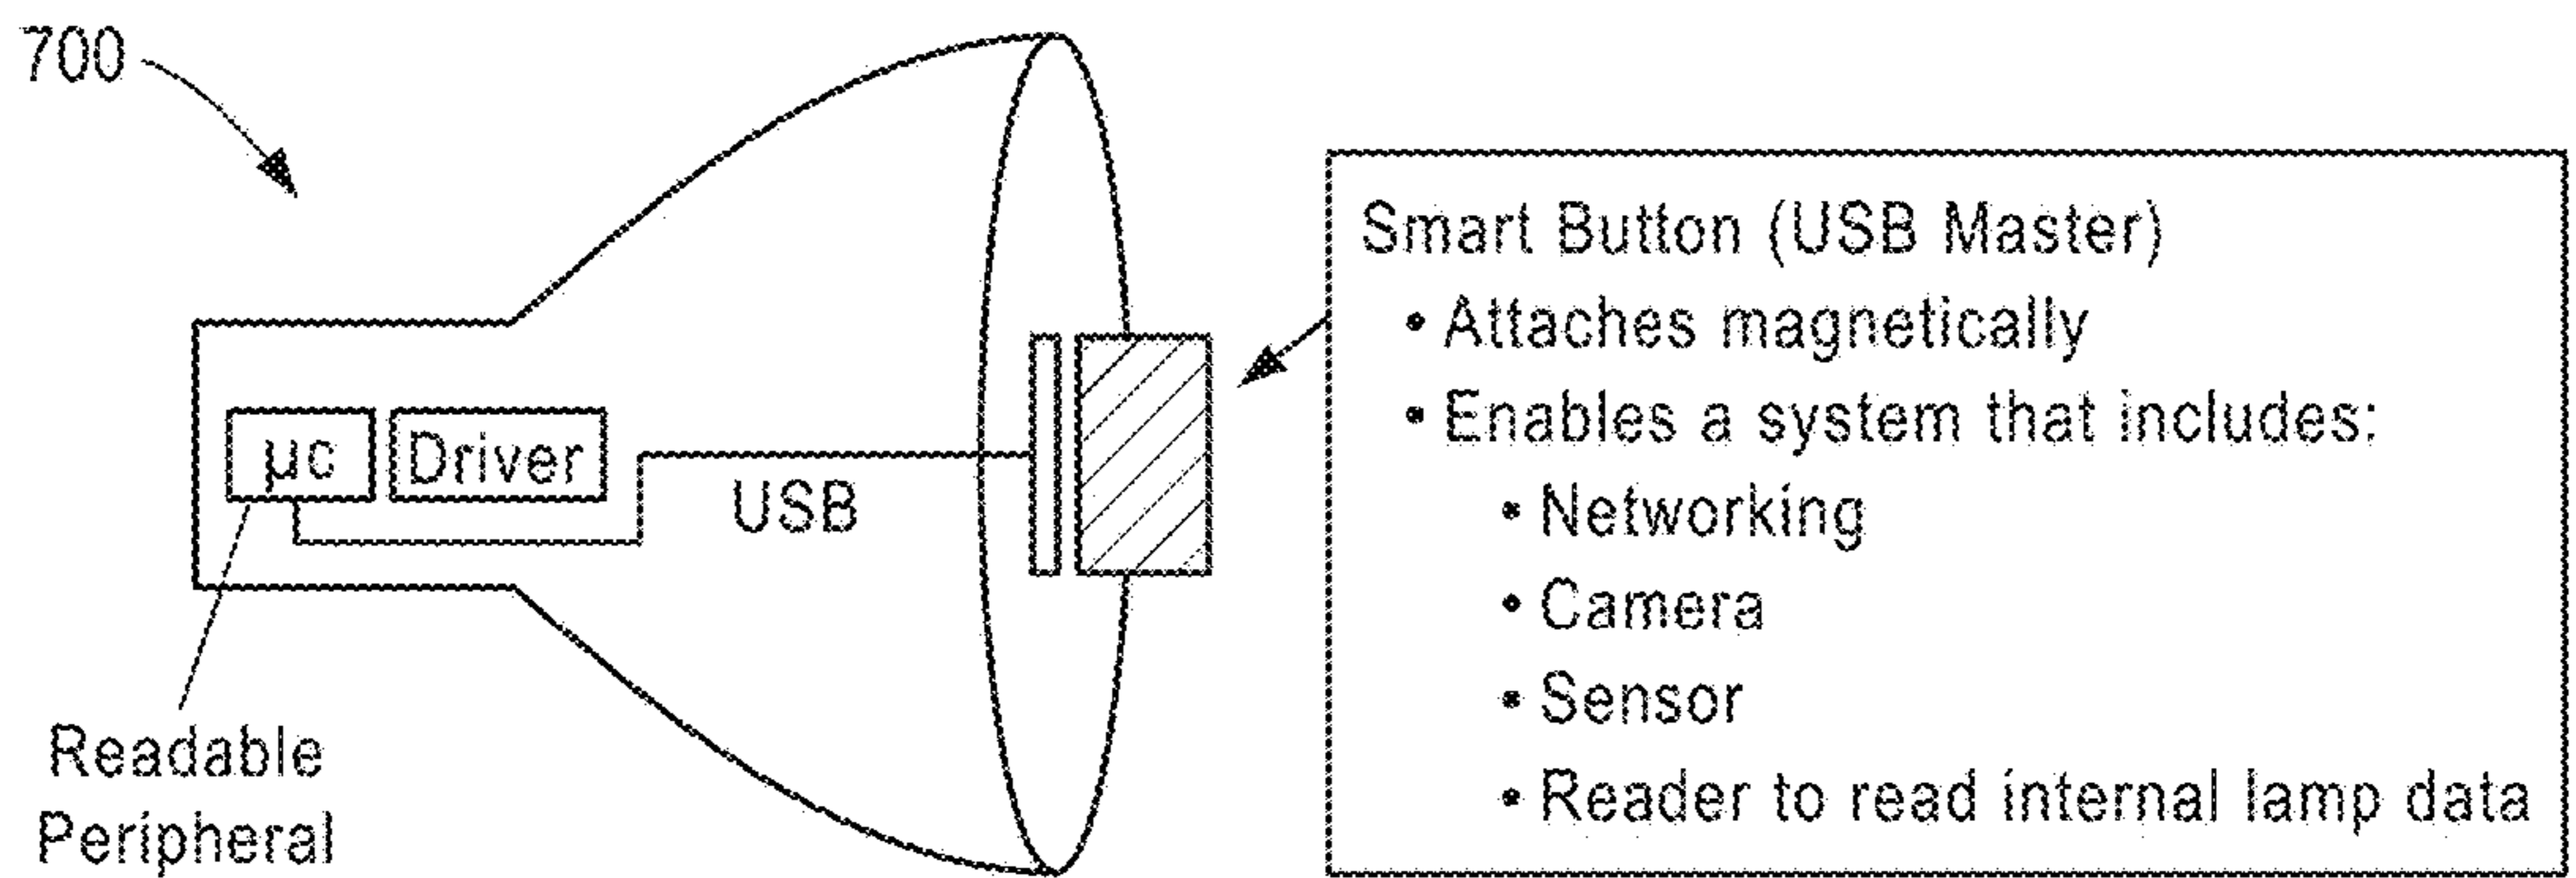 700
Smart Button (USB Master)
• Attaches magnetically
• Enables a system that includes:
• Networking
• Camera
• Sensor
• Reader to read internal lamp data
µc
Driver
USB
Readable
Peripheral